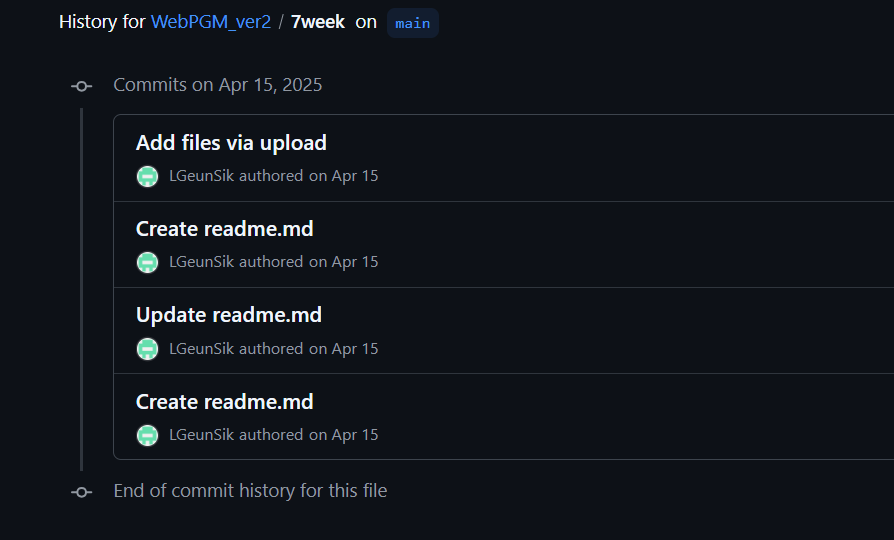 History for WebPGM_ver2 / 7week on main
Commits on Apr 15, 2025
Add files via upload
LGeunSik authored on Apr 15
Create readme.md
LGeunSik authored on Apr 15
Update readme.md
LGeunSik authored on Apr 15
Create readme.md
LGeunSik authored on Apr 15
End of commit history for this file